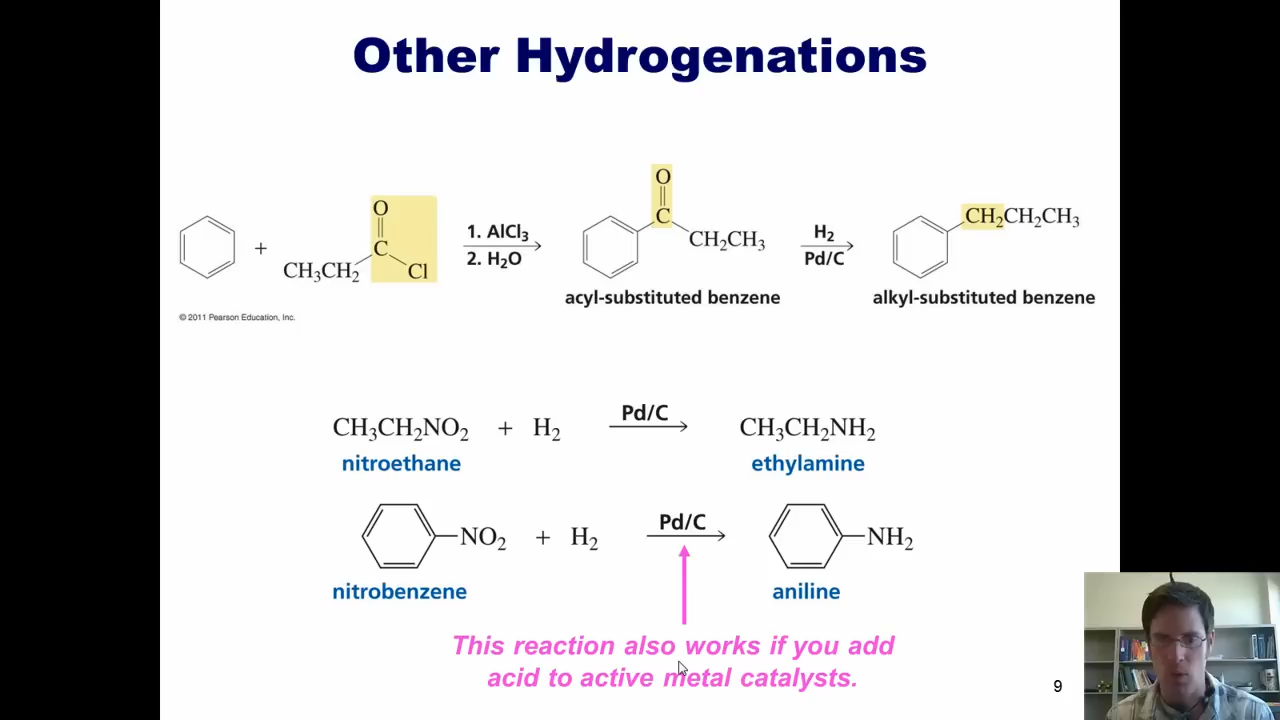 Other Hydrogenations
O
C
CH₃CH₂
Cl
+
1. AlCl₃
2. H₂O
O
C
CH₂CH₃
acyl-substituted benzene
H₂
Pd/C
CH₂CH₂CH₃
alkyl-substituted benzene
© 2011 Pearson Education, Inc.
CH₃CH₂NO₂ + H₂ Pd/C CH₃CH₂NH₂
nitroethane ethylamine
NO₂ + H₂ Pd/C NH₂
nitrobenzene aniline
This reaction also works if you add
acid to active metal catalysts.
9